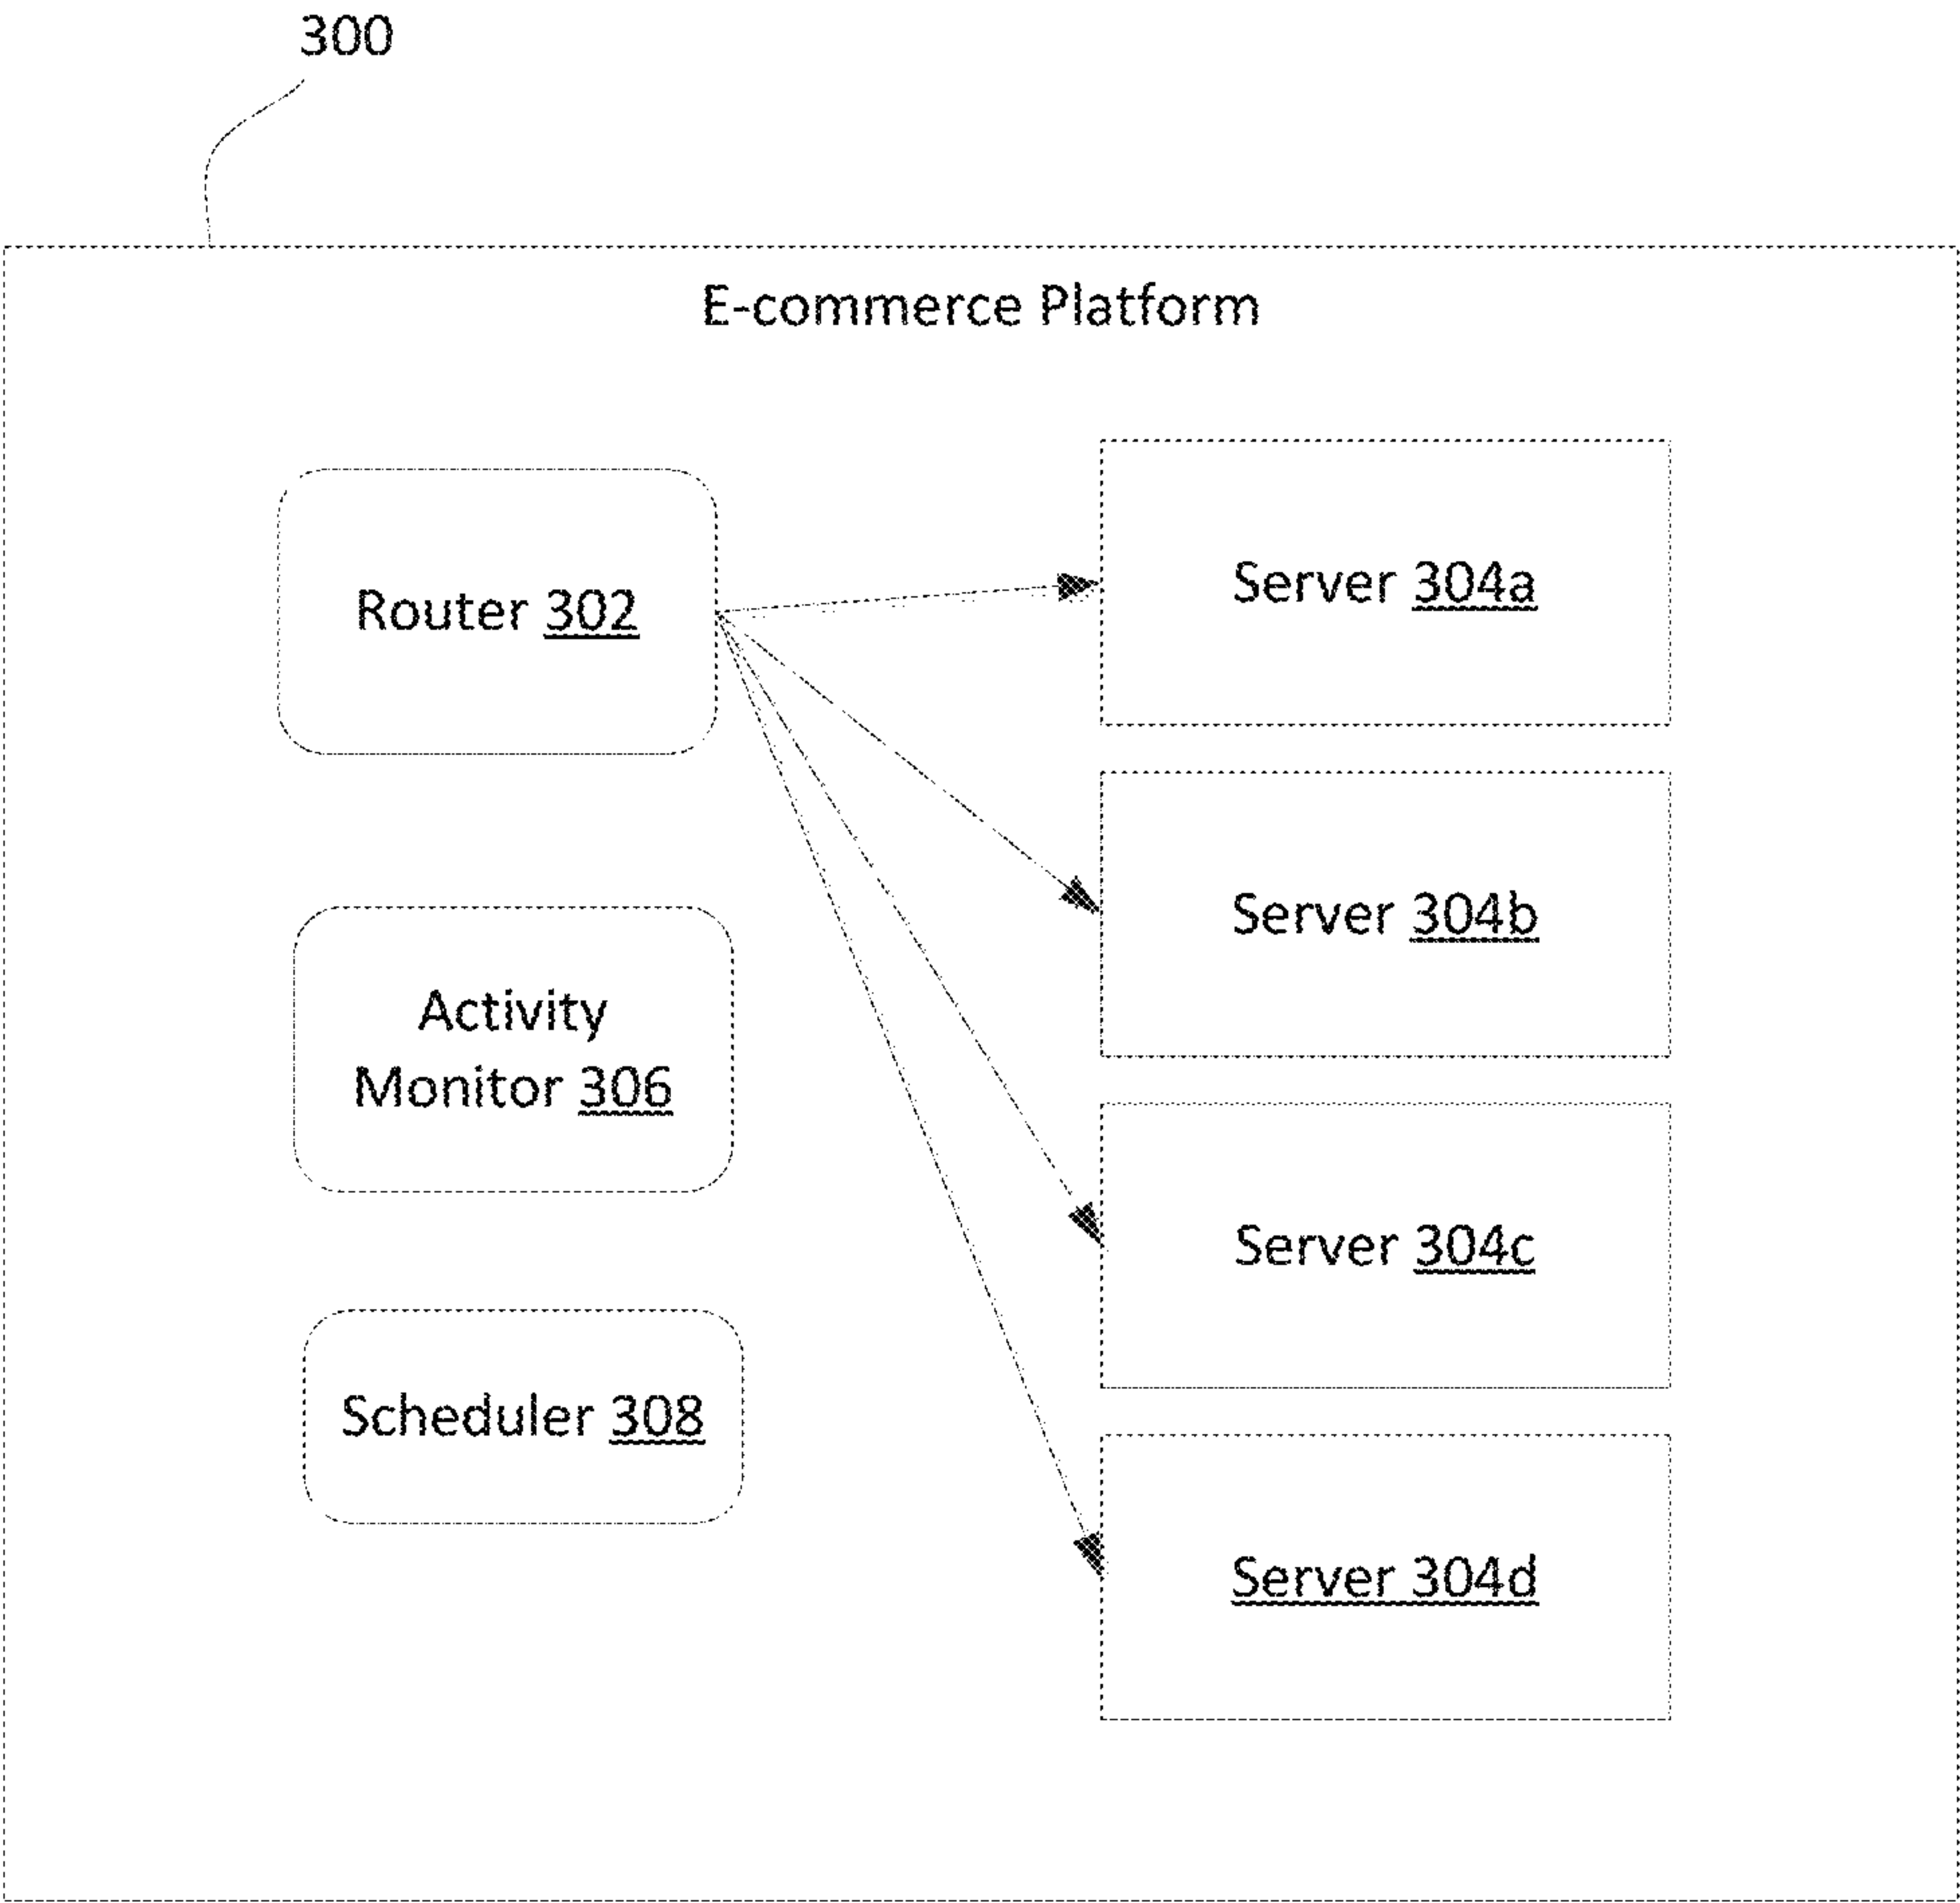 300
E-commerce Platform
Router 302
Server 304a
Server 304b
Activity
Monitor 306
Server 304c
Scheduler 308
Server 304d